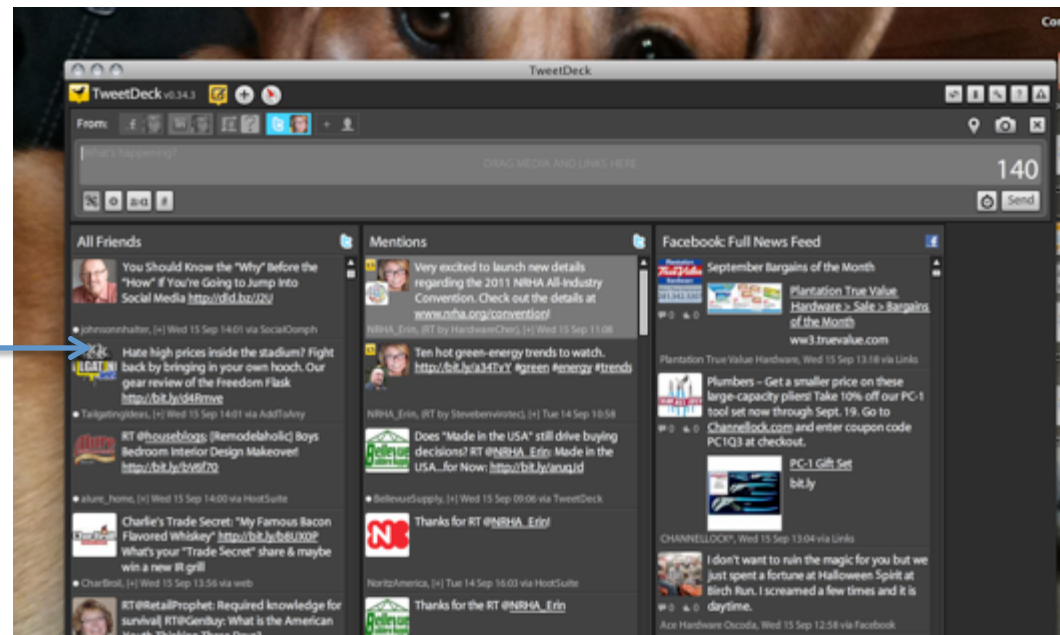 Co
TweetDeck
TweetDeck v0.34.3
From:
What's happening?
DRAG MEDIA AND LINKS HERE
140
Send
All Friends
You Should Know the "Why" Before the
"How" If You're Going to Jump Into
Social Media http://dld.bz/J2U
johnsonnhalter, [+] Wed 15 Sep 14:01 via SocialOomph
Hate high prices inside the stadium? Fight
back by bringing in your own hooch. Our
gear review of the Freedom Flask
http://bit.ly/d4Rmve
TailgatingIdeas, [+] Wed 15 Sep 14:01 via AddToAny
RT @houseblogs: [Remodelaholic] Boys
Bedroom Interior Design Makeover!
http://bit.ly/bV6f70
alure_home, [+] Wed 15 Sep 14:00 via HootSuite
Charlie's Trade Secret: "My Famous Bacon
Flavored Whiskey" http://bit.ly/b8UX0P
What's your "Trade Secret" share & maybe
win a new IR grill
CharBroil, [+] Wed 15 Sep 13:56 via web
RT@RetailProphet: Required knowledge for
survival| RT@GenBuy: What is the American
Youth Thinking These Days?
Mentions
Very excited to launch new details
regarding the 2011 NRHA All-Industry
Convention. Check out the details at
www.nrha.org/convention!
NRHA_Erin, (RT by HardwareCher), [+] Wed 15 Sep 11:08
Ten hot green-energy trends to watch.
http://bit.ly/a34TvY #green #energy #trends
NRHA_Erin, (RT by Stevebenvirotec), [+] Tue 14 Sep 10:58
Does "Made in the USA" still drive buying
decisions? RT @NRHA_Erin: Made in the
USA...for Now: http://bit.ly/aruqJd
BellevueSupply, [+] Wed 15 Sep 09:06 via TweetDeck
Thanks for RT @NRHA_Erin!
NoritzAmerica, [+] Tue 14 Sep 16:03 via HootSuite
Thanks for the RT @NRHA_Erin
Facebook: Full News Feed
September Bargains of the Month
Plantation True Value
Hardware > Sale > Bargains
of the Month
ww3.truevalue.com
Plantation True Value Hardware, Wed 15 Sep 13:18 via Links
Plumbers – Get a smaller price on these
large-capacity pliers! Take 10% off our PC-1
tool set now through Sept. 19. Go to
Channellock.com and enter coupon code
PC1Q3 at checkout.
PC-1 Gift Set
bit.ly
CHANNELLOCK®, Wed 15 Sep 13:04 via Links
I don't want to ruin the magic for you but we
just spent a fortune at Halloween Spirit at
Birch Run. I screamed a few times and it is
daytime.
Ace Hardware Oscoda, Wed 15 Sep 12:58 via Facebook